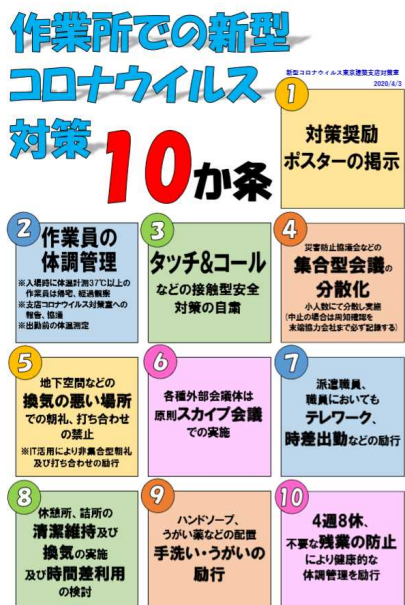 作業所での新型
コロナウイルス
対策
10か条
新型コロナウイルス東京建築支店対策室
2020/4/3
1
対策奨励
ポスターの掲示
2
作業員の
体調管理
※入場時に体温計測37℃以上の
作業員は帰宅、経過観察
※支店コロナウイルス対策室への
報告、協議
※出勤前の体温測定
3
タッチ&コール
などの接触型安全
対策の自粛
4
災害防止協議会などの
集合型会議の
分散化
小人数にて分散し実施
(中止の場合は周知確認を
末端協力会社まで必ず記録する)
5
地下空間などの
換気の悪い場所
での朝礼、打ち合わせ
の禁止
※IT活用により非集合型朝礼
及び打ち合わせの励行
6
各種外部会議体は
原則スカイプ会議
での実施
7
派遣職員、
職員においても
テレワーク、
時差出勤などの励行
8
休憩所、詰所の
清潔維持及び
換気の実施
及び時間差利用
の検討
9
ハンドソープ、
うがい薬などの配置
手洗い・うがいの
励行
10
4週8休、
不要な残業の防止
により健康的な
体調管理を励行